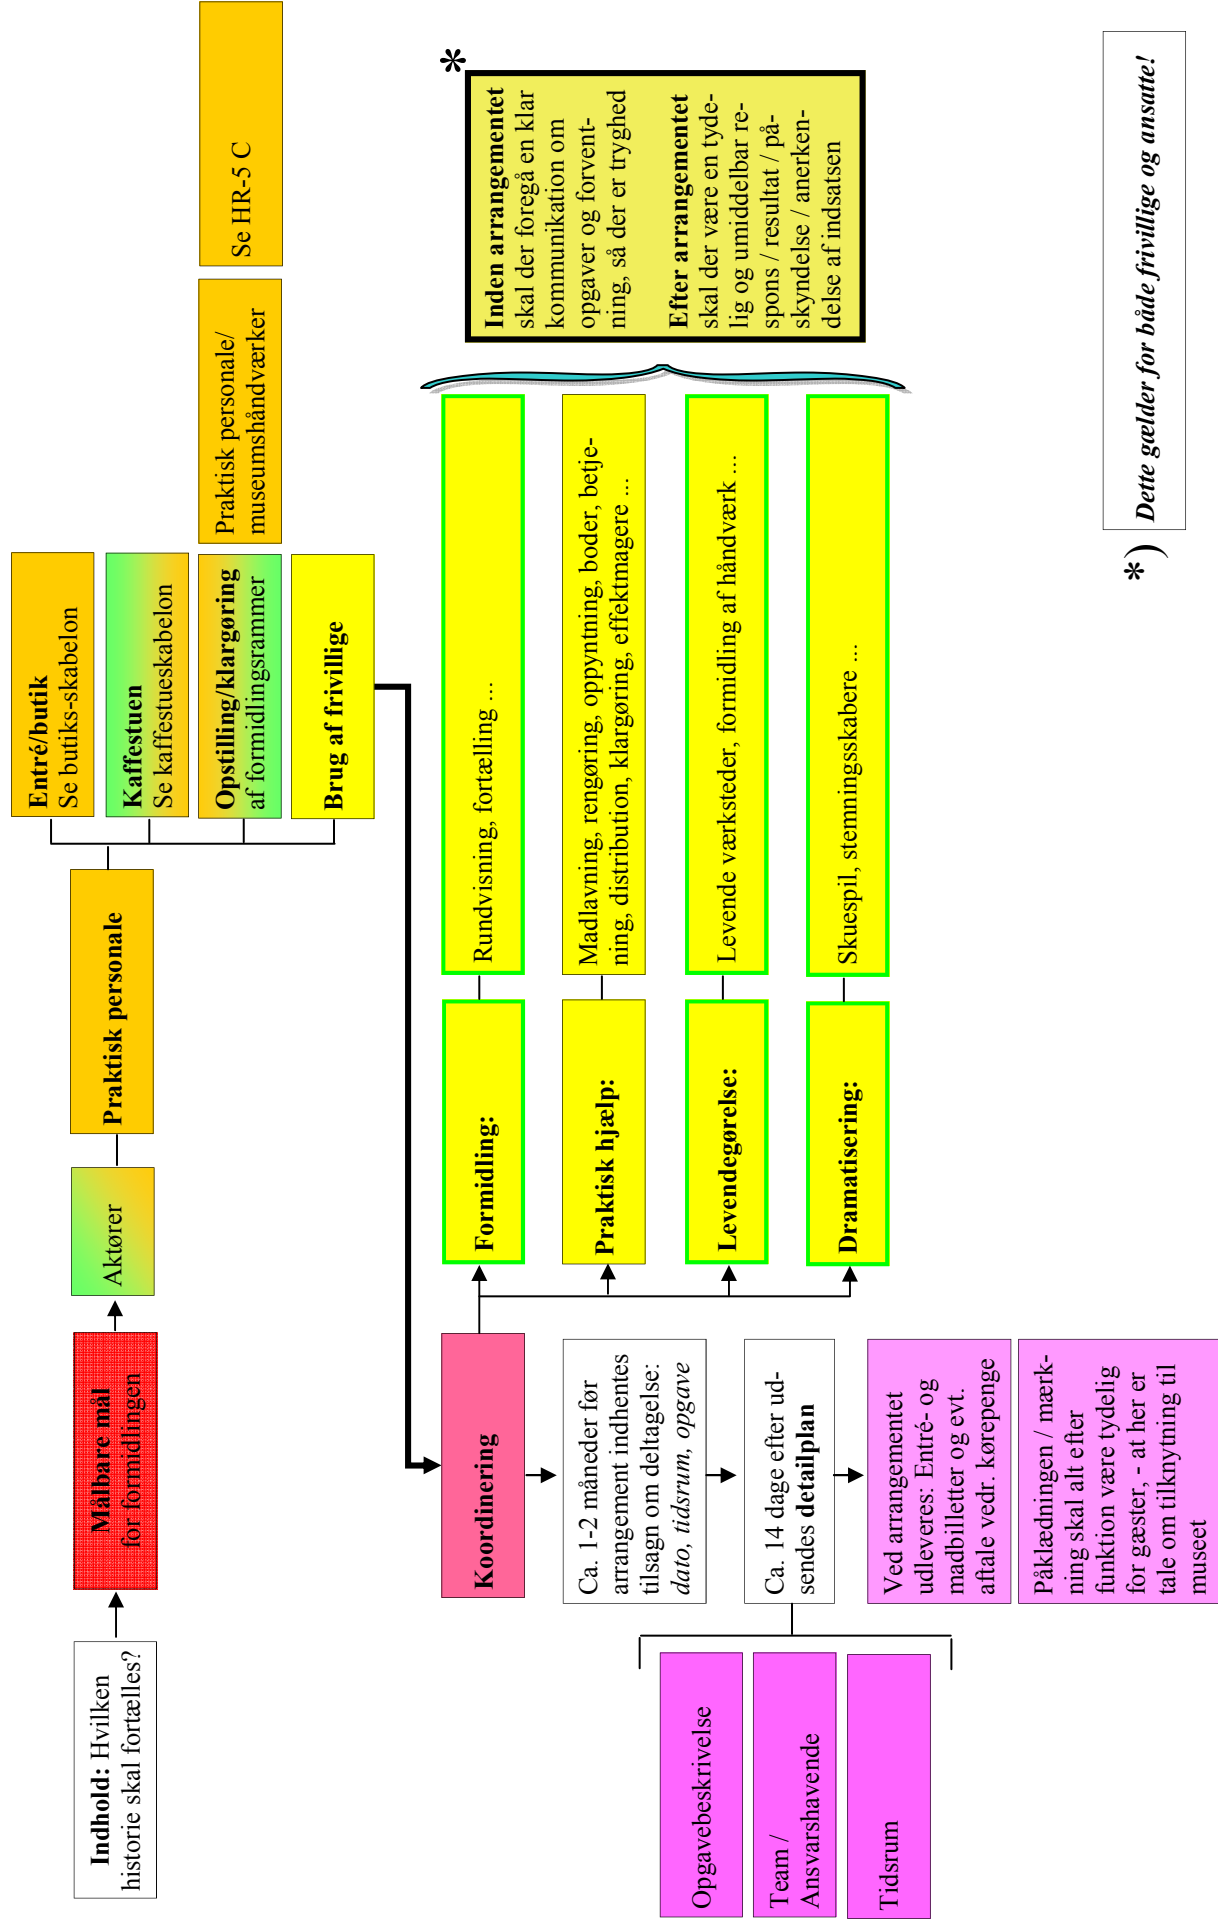 Indhold: Hvilken
historie skal fortælles?
Målbare mål
for formidlingen
Aktører
Praktisk personale
Entré/butik
Se butiks-skabelon
Kaffestuen
Se kaffestueskabelon
Opstilling/klargøring
af formidlingsrammer
Praktisk personale/
museumshåndværker
Se HR-5 C
Brug af frivillige
Koordinering
Ca. 1-2 måneder før
arrangement indhentes
tilsagn om deltagelse:
dato, tidsrum, opgave
Ca. 14 dage efter ud-
sendes detailplan
Opgavebeskrivelse
Team /
Ansvarshavende
Tidsrum
Ved arrangementet
udleveres: Entré- og
madbilletter og evt.
aftale vedr. kørepenge
Påklædningen / mærk-
ning skal alt efter
funktion være tydelig
for gæster, - at her er
tale om tilknytning til
museet
Formidling:
Rundvisning, fortælling ...
Praktisk hjælp:
Madlavning, rengøring, oppyntning, boder, betje-
ning, distribution, klargøring, effektmagere ...
Levendegørelse:
Levende værksteder, formidling af håndværk ...
Dramatisering:
Skuespil, stemningsskabere ...
*
Inden arrangementet
skal der foregå en klar
kommunikation om
opgaver og forvent-
ning, så der er tryghed
Efter arrangementet
skal der være en tyde-
lig og umiddelbar re-
spons / resultat / på-
skyndelse / anerken-
delse af indsatsen
*) Dette gælder for både frivillige og ansatte!